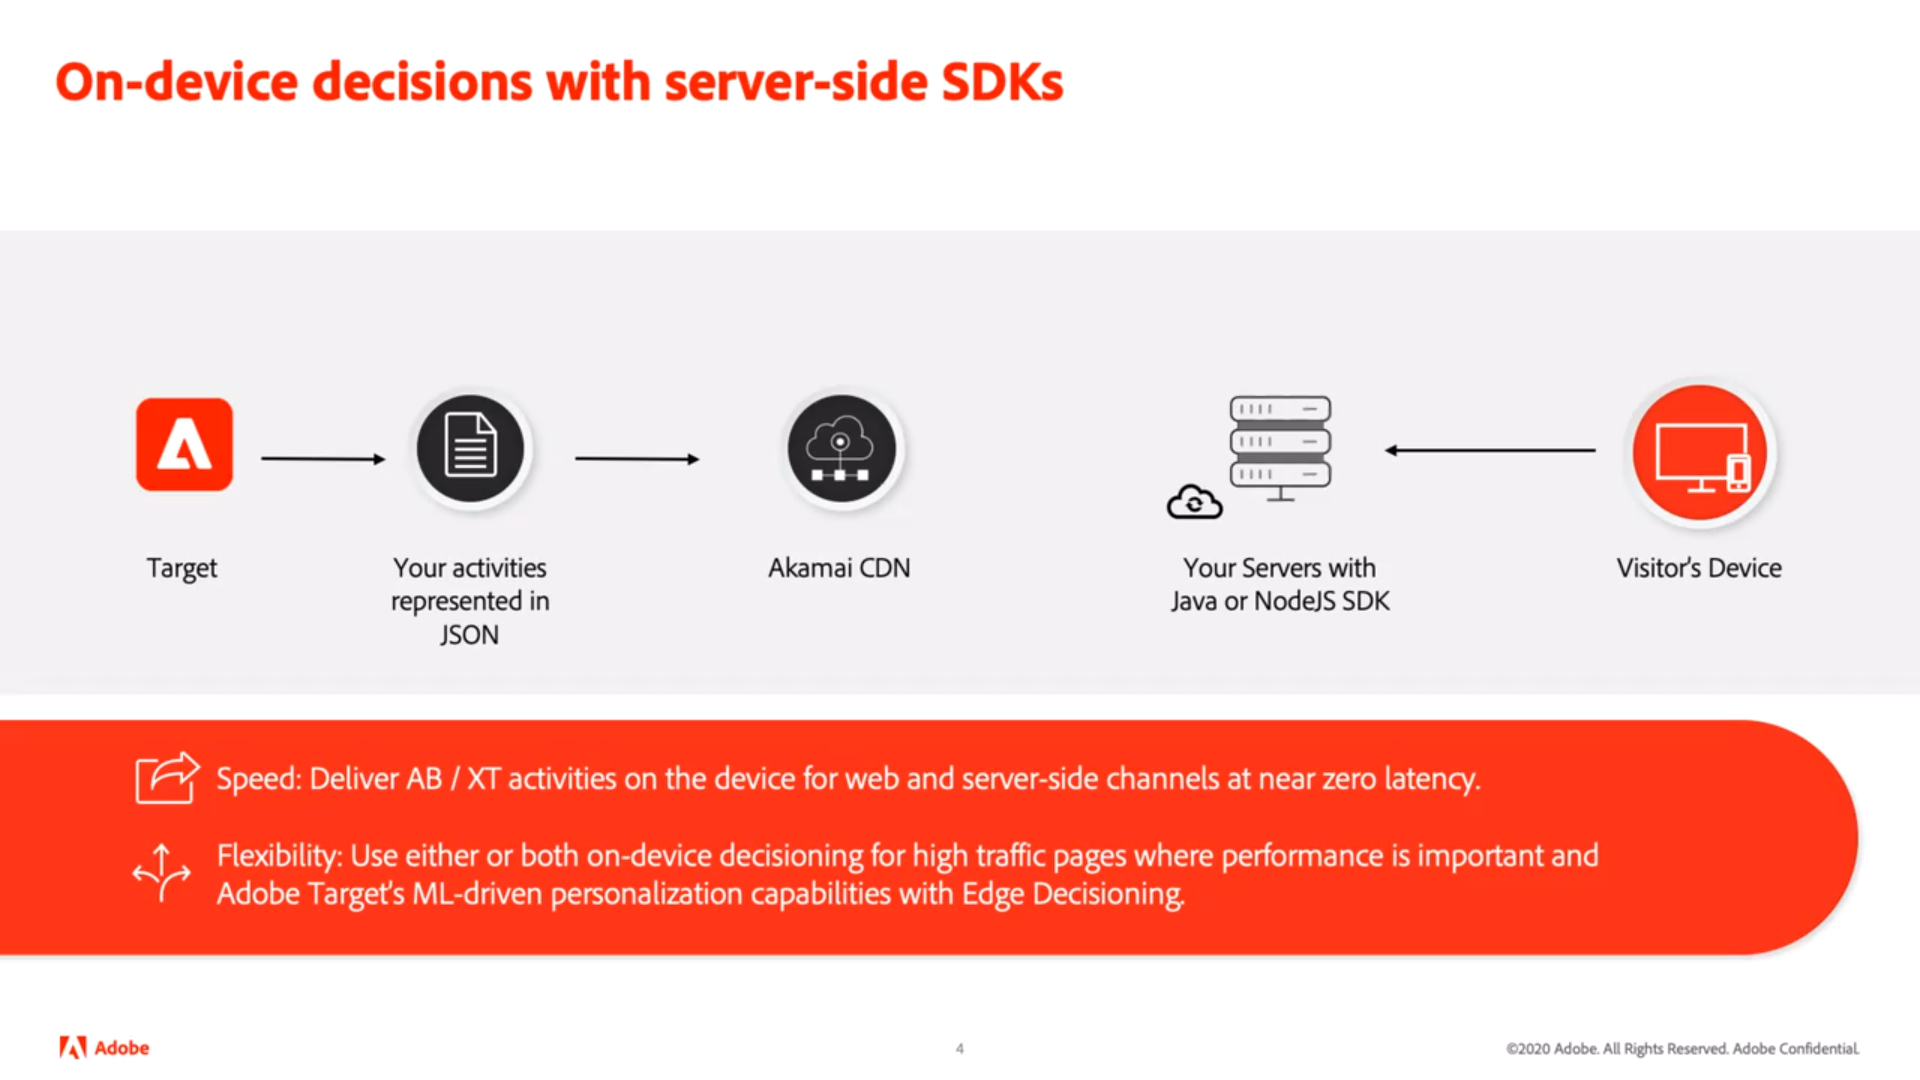 On-device decisions with server-side SDKs
Target
Your activities
represented in
JSON
Akamai CDN
Your Servers with
Java or NodeJS SDK
Visitor's Device
Speed: Deliver AB / XT activities on the device for web and server-side channels at near zero latency.
Flexibility: Use either or both on-device decisioning for high traffic pages where performance is important and
Adobe Target's ML-driven personalization capabilities with Edge Decisioning.
Adobe
4
©2020 Adobe. All Rights Reserved. Adobe Confidential.